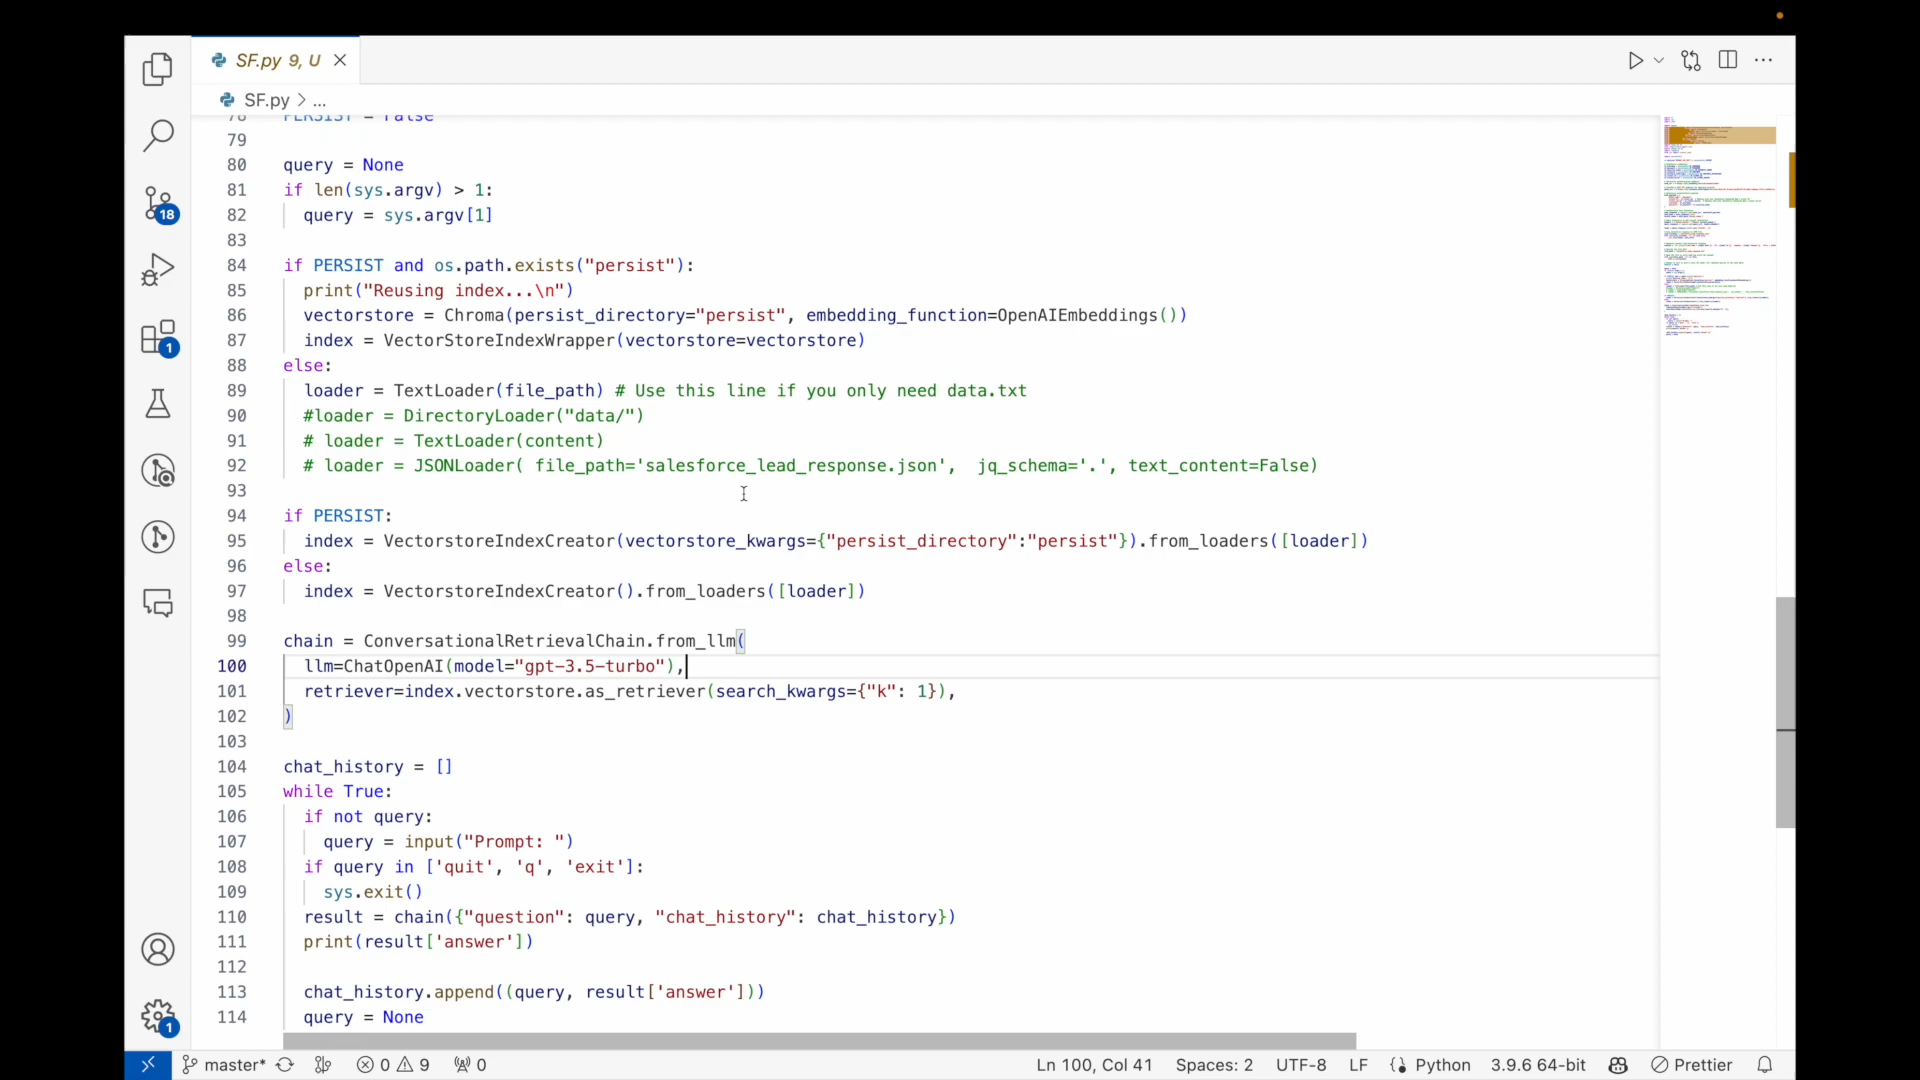 SF.py 9, U
SF.py > ...
78 PERSIST = False
79
80 query = None
81 if len(sys.argv) > 1:
82 query = sys.argv[1]
83
84 if PERSIST and os.path.exists("persist"):
85 print("Reusing index...\n")
86 vectorstore = Chroma(persist_directory="persist", embedding_function=OpenAIEmbeddings())
87 index = VectorStoreIndexWrapper(vectorstore=vectorstore)
88 else:
89 loader = TextLoader(file_path) # Use this line if you only need data.txt
90 #loader = DirectoryLoader("data/")
91 # loader = TextLoader(content)
92 # loader = JSONLoader( file_path='salesforce_lead_response.json',  jq_schema='.', text_content=False)
93
94 if PERSIST:
95 index = VectorstoreIndexCreator(vectorstore_kwargs={"persist_directory":"persist"}).from_loaders([loader])
96 else:
97 index = VectorstoreIndexCreator().from_loaders([loader])
98
99 chain = ConversationalRetrievalChain.from_llm(
100 llm=ChatOpenAI(model="gpt-3.5-turbo"),
101 retriever=index.vectorstore.as_retriever(search_kwargs={"k": 1}),
102 )
103
104 chat_history = []
105 while True:
106 if not query:
107 query = input("Prompt: ")
108 if query in ['quit', 'q', 'exit']:
109 sys.exit()
110 result = chain({"question": query, "chat_history": chat_history})
111 print(result['answer'])
112
113 chat_history.append((query, result['answer']))
114 query = None
18
1
1
master* 0 9 0 Ln 100, Col 41 Spaces: 2 UTF-8 LF Python 3.9.6 64-bit Prettier